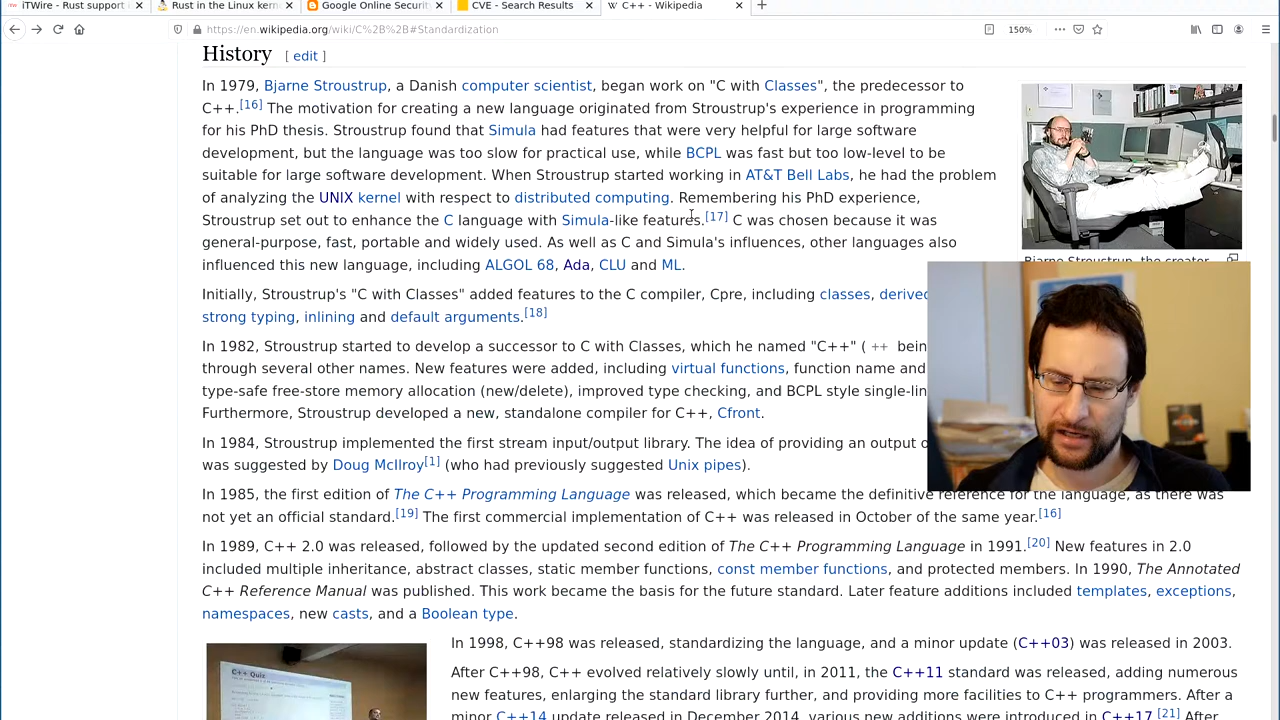 iTWire - Rust support i
Rust in the Linux kern
Google Online Securit
CVE - Search Results
C++ - Wikipedia
https://en.wikipedia.org/wiki/C%2B%2B#Standardization
150%
History [ edit ]
In 1979, Bjarne Stroustrup, a Danish computer scientist, began work on "C with Classes", the predecessor to
C++.[16] The motivation for creating a new language originated from Stroustrup's experience in programming
for his PhD thesis. Stroustrup found that Simula had features that were very helpful for large software
development, but the language was too slow for practical use, while BCPL was fast but too low-level to be
suitable for large software development. When Stroustrup started working in AT&T Bell Labs, he had the problem
of analyzing the UNIX kernel with respect to distributed computing. Remembering his PhD experience,
Stroustrup set out to enhance the C language with Simula-like features.[17] C was chosen because it was
general-purpose, fast, portable and widely used. As well as C and Simula's influences, other languages also
influenced this new language, including ALGOL 68, Ada, CLU and ML.
Bjarne Stroustrup, the creator
Initially, Stroustrup's "C with Classes" added features to the C compiler, Cpre, including classes, derived
strong typing, inlining and default arguments.[18]
In 1982, Stroustrup started to develop a successor to C with Classes, which he named "C++" ( ++ bein
through several other names. New features were added, including virtual functions, function name and
type-safe free-store memory allocation (new/delete), improved type checking, and BCPL style single-lin
Furthermore, Stroustrup developed a new, standalone compiler for C++, Cfront.
In 1984, Stroustrup implemented the first stream input/output library. The idea of providing an output o
was suggested by Doug McIlroy[1] (who had previously suggested Unix pipes).
In 1985, the first edition of The C++ Programming Language was released, which became the definitive reference for the language, as there was
not yet an official standard.[19] The first commercial implementation of C++ was released in October of the same year.[16]
In 1989, C++ 2.0 was released, followed by the updated second edition of The C++ Programming Language in 1991.[20] New features in 2.0
included multiple inheritance, abstract classes, static member functions, const member functions, and protected members. In 1990, The Annotated
C++ Reference Manual was published. This work became the basis for the future standard. Later feature additions included templates, exceptions,
namespaces, new casts, and a Boolean type.
In 1998, C++98 was released, standardizing the language, and a minor update (C++03) was released in 2003.
After C++98, C++ evolved relatively slowly until, in 2011, the C++11 standard was released, adding numerous
new features, enlarging the standard library further, and providing more facilities to C++ programmers. After a
minor C++14 update released in December 2014, various new additions were introduced in C++17.[21] After
C++ Quiz